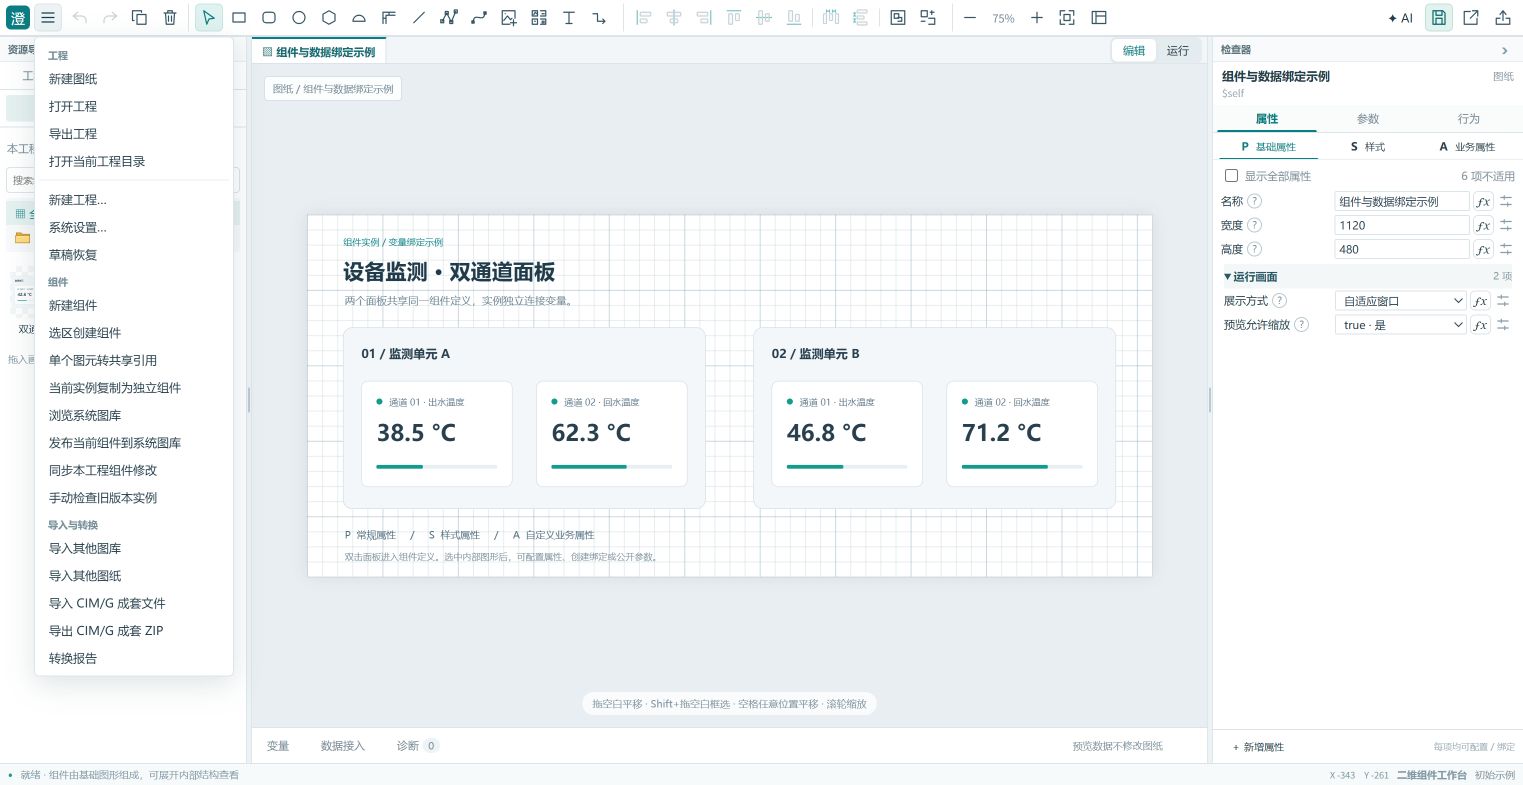 澄
75%
AI
工程
新建图纸
打开工程
导出工程
打开当前工程目录
新建工程...
系统设置...
草稿恢复
组件
新建组件
选区创建组件
单个图元转共享引用
当前实例复制为独立组件
浏览系统图库
发布当前组件到系统图库
同步本工程组件修改
手动检查旧版本实例
导入与转换
导入其他图库
导入其他图纸
导入 CIM/G 成套文件
导出 CIM/G 成套 ZIP
转换报告
组件与数据绑定示例
编辑
运行
图纸 / 组件与数据绑定示例
组件实例 / 变量绑定示例
设备监测 · 双通道面板
两个面板共享同一组件定义，实例独立连接变量。
01 / 监测单元 A
通道 01 · 出水温度
38.5 °C
通道 02 · 回水温度
62.3 °C
02 / 监测单元 B
通道 01 · 出水温度
46.8 °C
通道 02 · 回水温度
71.2 °C
P 常规属性 / S 样式属性 / A 自定义业务属性
双击面板进入组件定义。选中内部图形后，可配置属性、创建绑定或公开参数。
拖空白平移 · Shift+拖空白框选 · 空格任意位置平移 · 滚轮缩放
变量
数据接入
诊断 0
预览数据不修改图纸
检查器
组件与数据绑定示例
图纸
$self
属性
参数
行为
P 基础属性
S 样式
A 业务属性
显示全部属性
6 项不适用
名称 ? 组件与数据绑定示例 fx
宽度 ? 1120 fx
高度 ? 480 fx
运行画面
2 项
展示方式 ? 自适应窗口 fx
预览允许缩放 ? true · 是 fx
+ 新增属性
每项均可配置 / 绑定
就绪 · 组件由基础图形组成，可展开内部结构查看
X -343 Y -261 二维组件工作台 初始示例